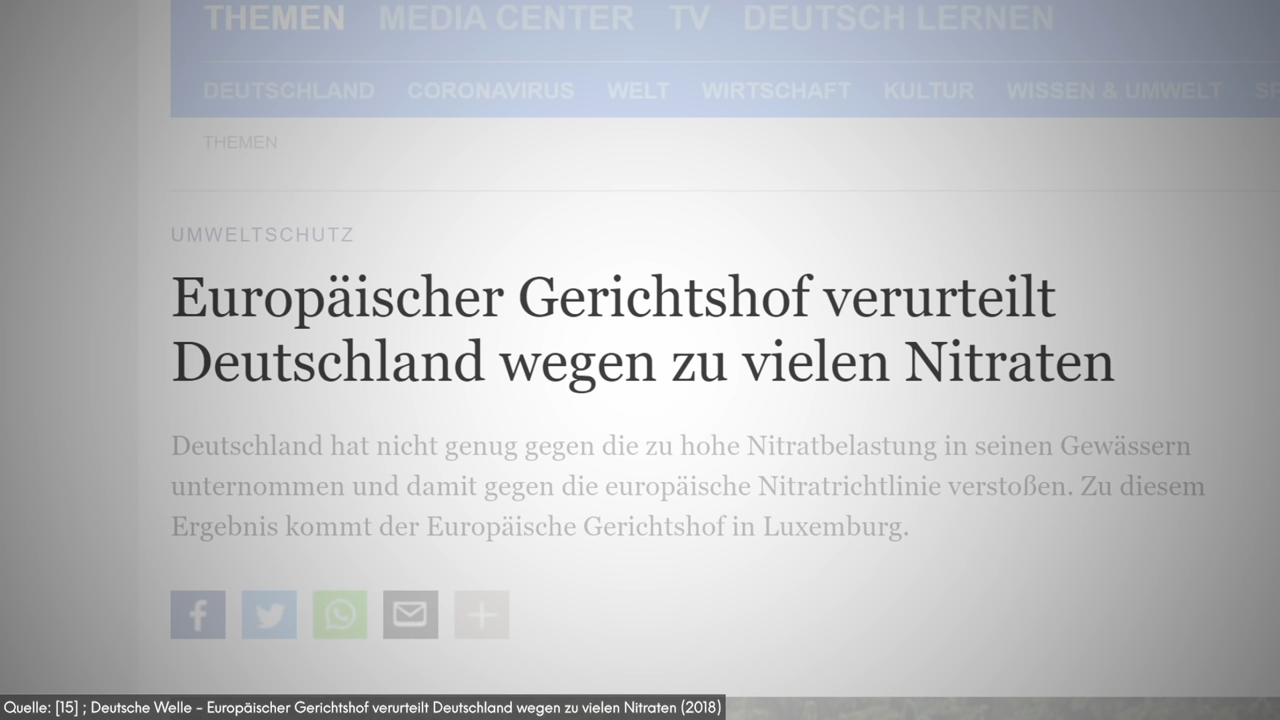 THEMEN MEDIA CENTER TV DEUTSCH LERNEN
DEUTSCHLAND CORONAVIRUS WELT WIRTSCHAFT KULTUR WISSEN & UMWELT
THEMEN
UMWELTSCHUTZ
Europäischer Gerichtshof verurteilt
Deutschland wegen zu vielen Nitraten
Deutschland hat nicht genug gegen die zu hohe Nitratbelastung in seinen Gewässern
unternommen und damit gegen die europäische Nitratrichtlinie verstoßen. Zu diesem
Ergebnis kommt der Europäische Gerichtshof in Luxemburg.
Quelle: [15] ; Deutsche Welle - Europäischer Gerichtshof verurteilt Deutschland wegen zu vielen Nitraten (2018)